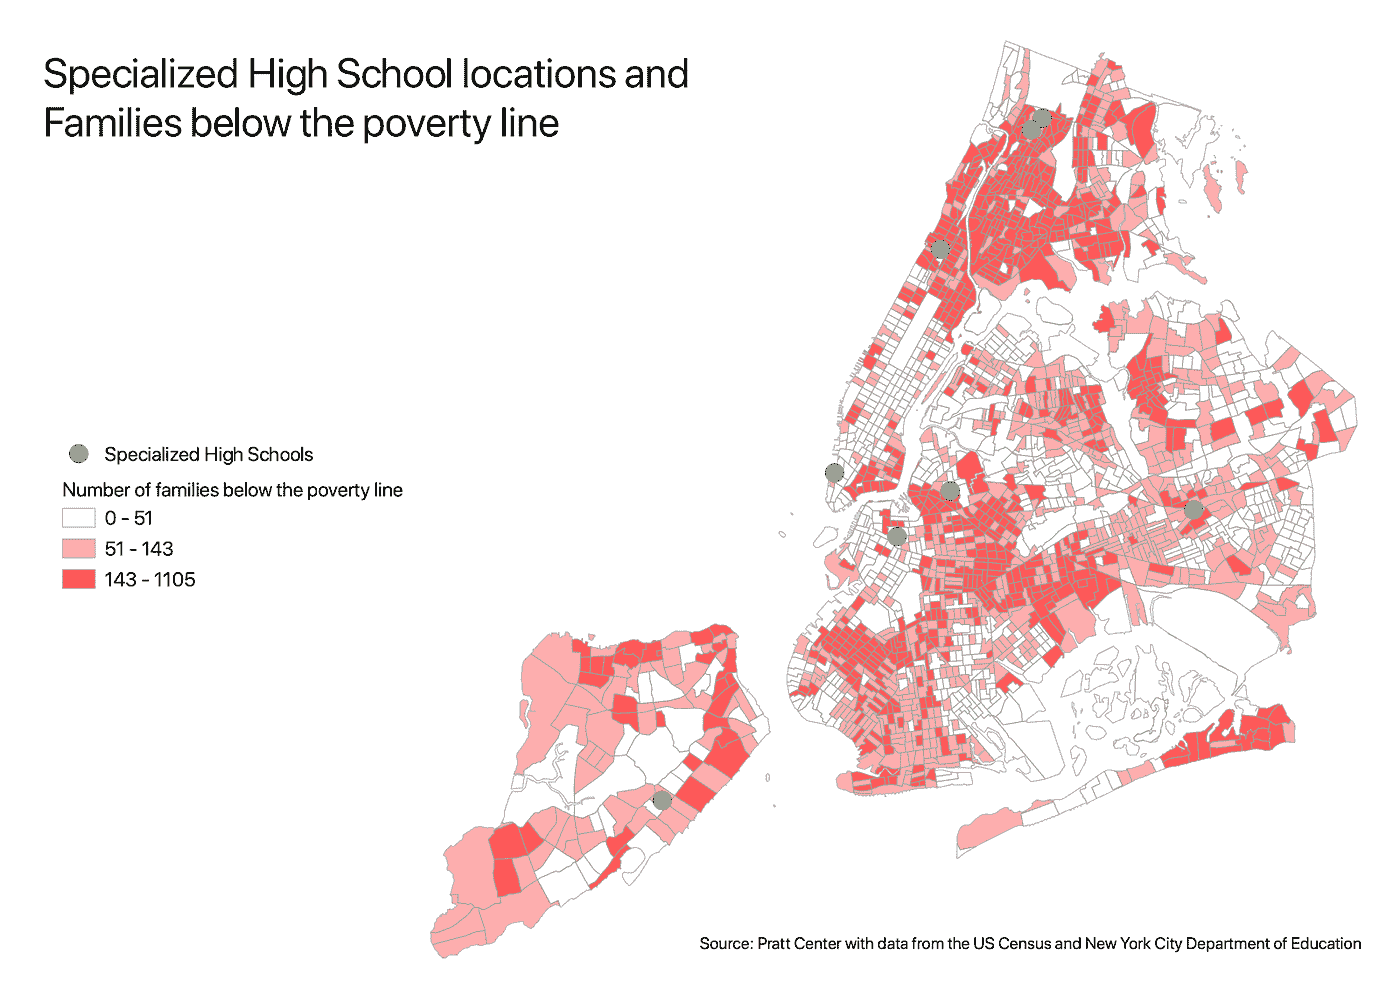 Specialized High School locations and
Families below the poverty line
Specialized High Schools
Number of families below the poverty line
0 - 51
51 - 143
143 - 1105
Source: Pratt Center with data from the US Census and New York City Department of Education